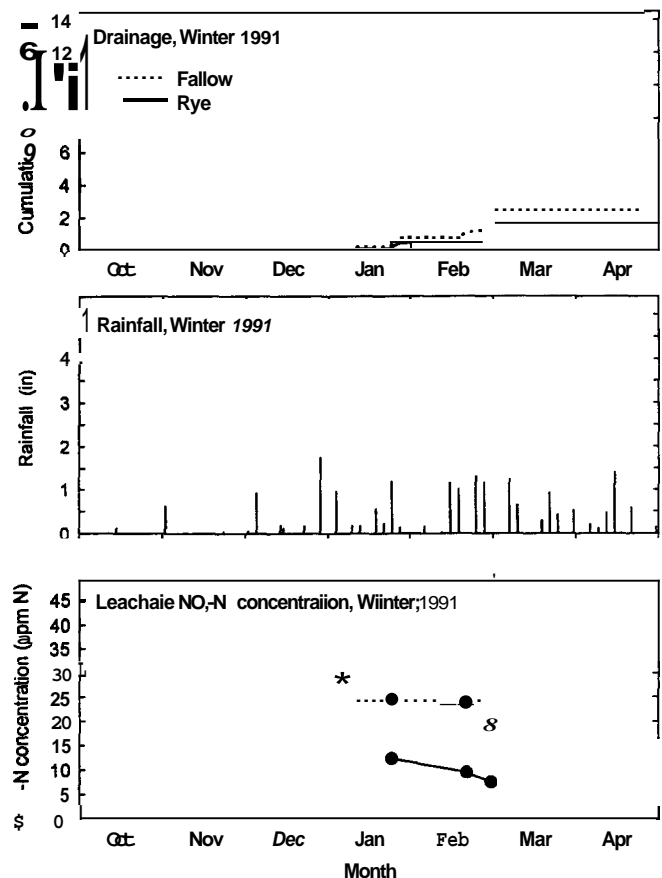 14
Drainage, Winter 1991
12
Fallow
Rye
6
4
2
0
Cumulati
Oct. Nov Dec Jan Feb Mar Apr
Rainfall, Winter 1991
4
3
2
1
0
Rainfall (in)
Leachaie NO,-N concentraiion, Wiinter;1991
45
40
35
30
25
20
15
10
5
0
-N concentration (ppm N)
*
8
Oct Nov Dec Jan Feb Mar Apr
Month